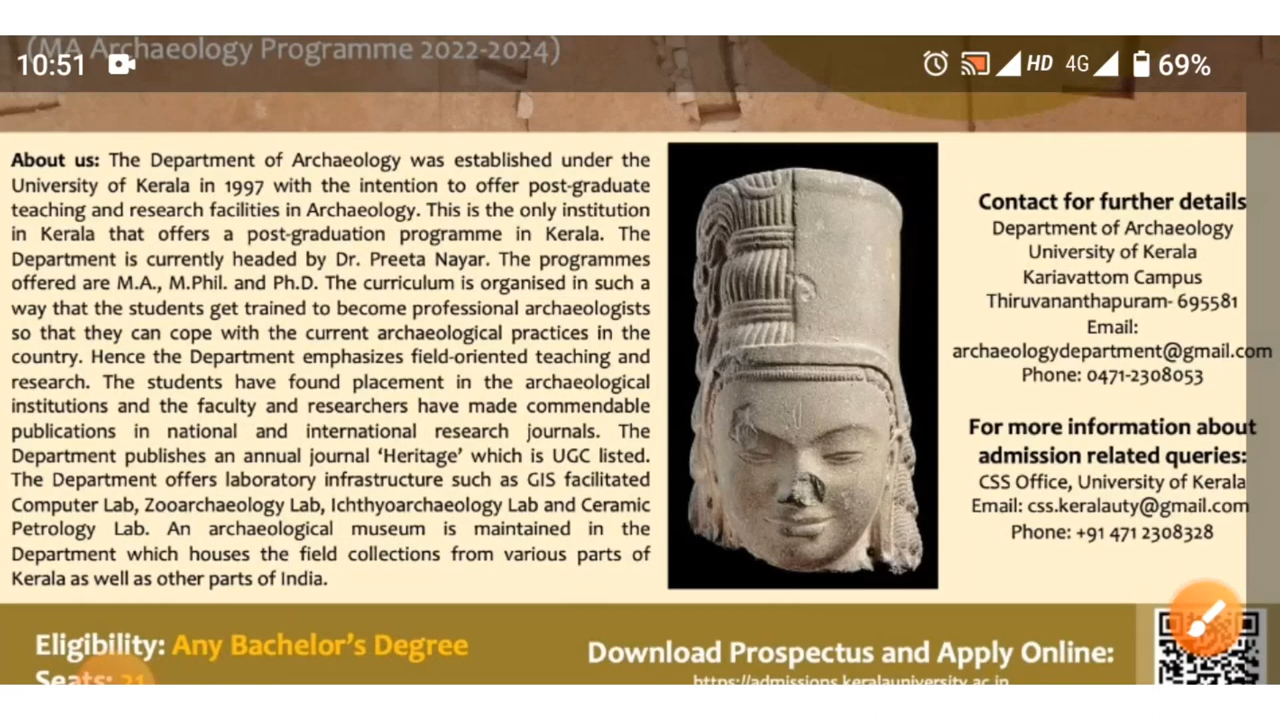 (MA Archaeology Programme 2022-2024)
10:51
HD 4G 69%
About us: The Department of Archaeology was established under the
University of Kerala in 1997 with the intention to offer post-graduate
teaching and research facilities in Archaeology. This is the only institution
in Kerala that offers a post-graduation programme in Kerala. The
Department is currently headed by Dr. Preeta Nayar. The programmes
offered are M.A., M.Phil. and Ph.D. The curriculum is organised in such a
way that the students get trained to become professional archaeologists
so that they can cope with the current archaeological practices in the
country. Hence the Department emphasizes field-oriented teaching and
research. The students have found placement in the archaeological
institutions and the faculty and researchers have made commendable
publications in national and international research journals. The
Department publishes an annual journal ‘Heritage’ which is UGC listed.
The Department offers laboratory infrastructure such as GIS facilitated
Computer Lab, Zooarchaeology Lab, Ichthyoarchaeology Lab and Ceramic
Petrology Lab. An archaeological museum is maintained in the
Department which houses the field collections from various parts of
Kerala as well as other parts of India.
Contact for further details
Department of Archaeology
University of Kerala
Kariavattom Campus
Thiruvananthapuram- 695581
Email:
archaeologydepartment@gmail.com
Phone: 0471-2308053
For more information about
admission related queries:
CSS Office, University of Kerala
Email: css.keralauty@gmail.com
Phone: +91 471 2308328
Eligibility: Any Bachelor’s Degree
Seats: 21
Download Prospectus and Apply Online:
https://admissions.keralauniversity.ac.in